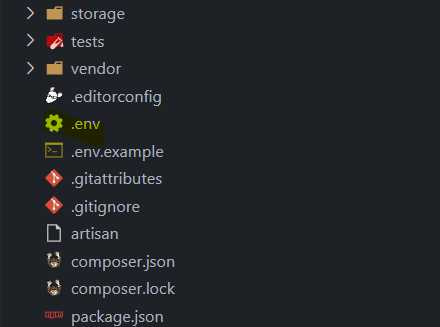 storage
tests
vendor
.editorconfig
.env
.env.example
.gitattributes
.gitignore
artisan
composer.json
composer.lock
package.json